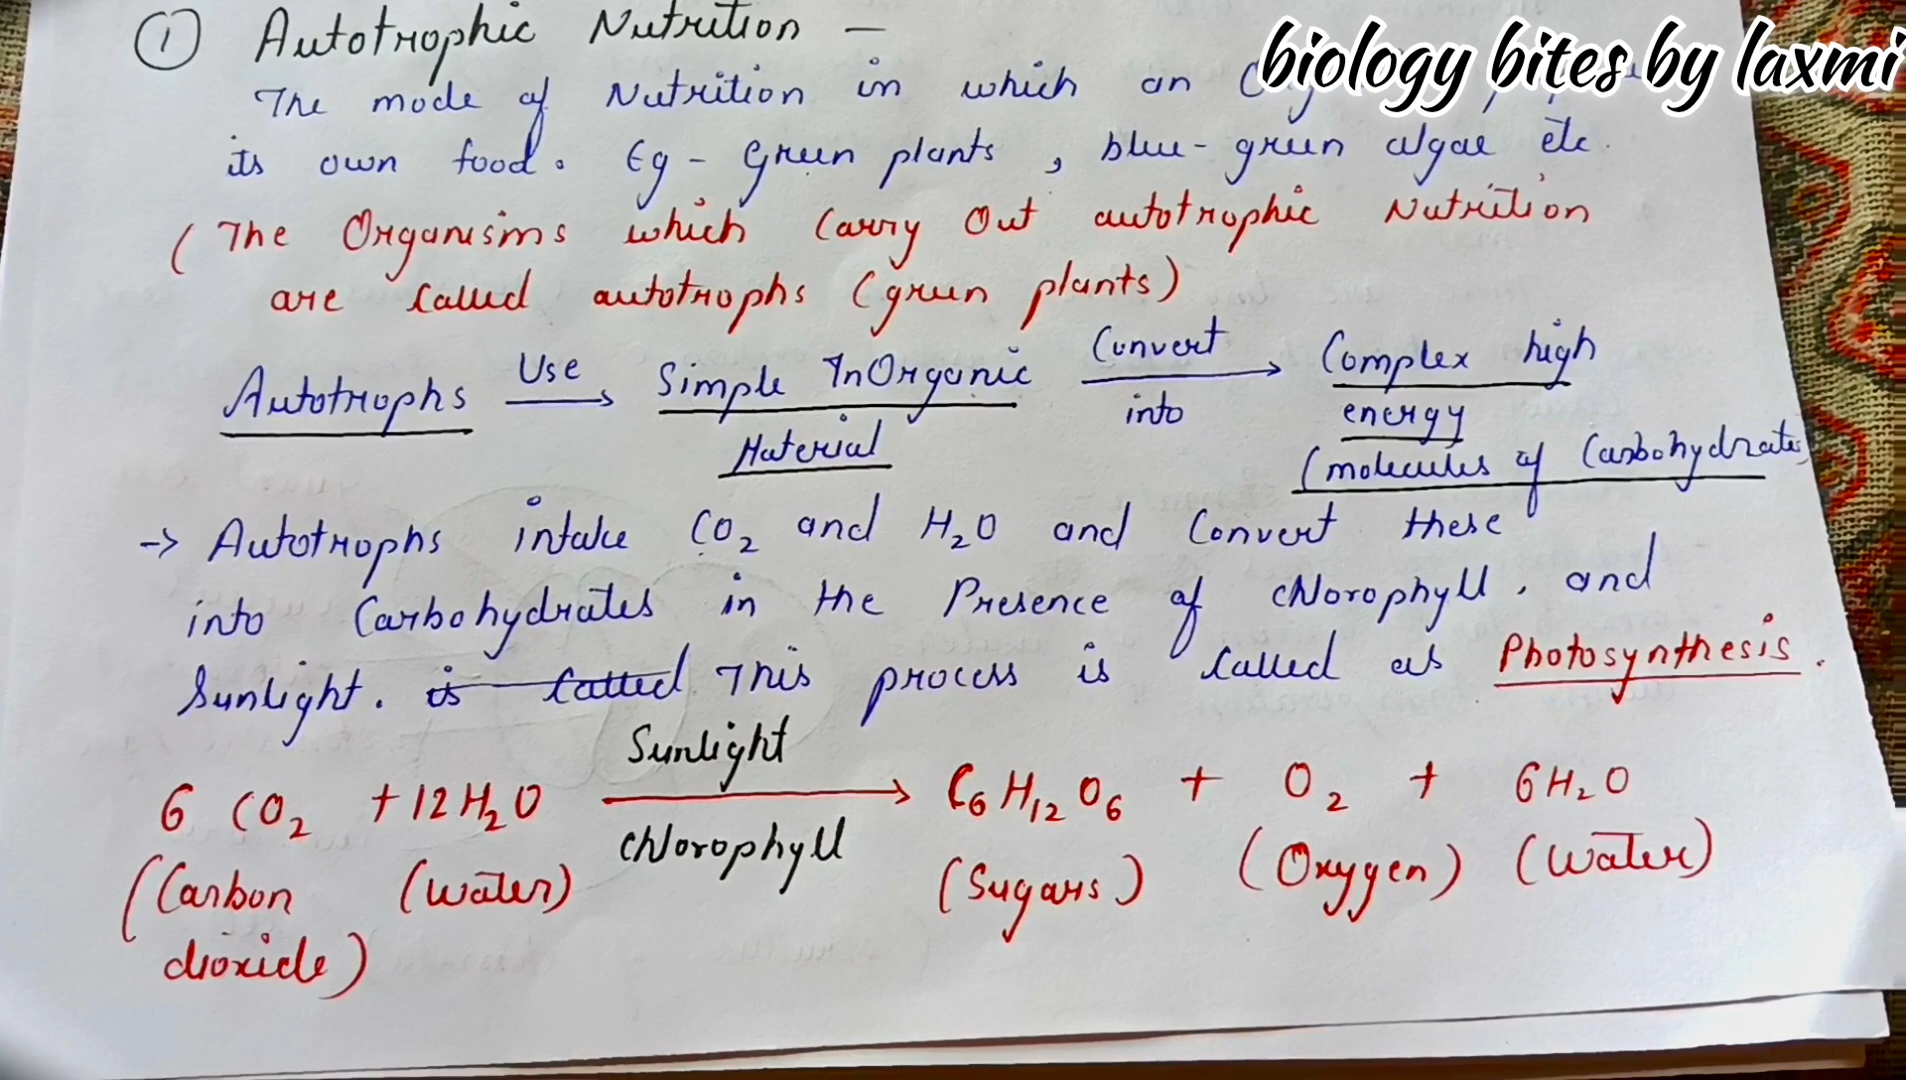 biology bites by laxmi
① Autotrophic Nutrition —
The mode of Nutrition in which an
its own food. Eg - Green plants, blue-green algae etc.
( The Organisms which Carry Out autotrophic Nutrition
are Called autotrophs (green plants)
Autotrophs Use → Simple InOrganic Convert into → Complex high
Material energy
(molecules of Carbohydrates)
-> Autotrophs intake CO₂ and H₂O and Convert these
into Carbohydrates in the Presence of chlorophyll, and
Sunlight. is called This process is Called as Photosynthesis.
Sunlight
6 CO₂ + 12H₂O → C₆H₁₂O₆ + O₂ + 6H₂O
chlorophyll
(Carbon (water) (Sugars) (Oxygen) (Water)
dioxide)